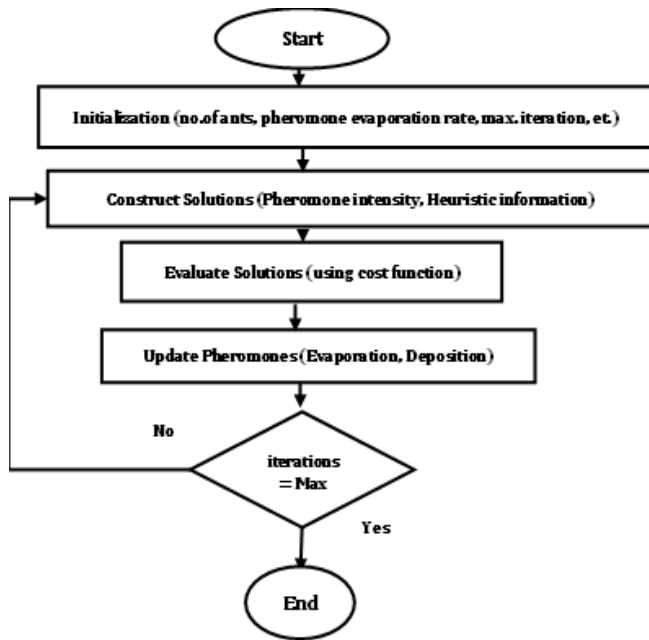 Start
Initialization (no.of ants, pheromone evaporation rate, max. iteration, et.)
Construct Solutions (Pheromone intensity, Heuristic information)
Evaluate Solutions (using cost function)
Update Pheromones (Evaporation, Deposition)
No
iterations
= Max
Yes
End